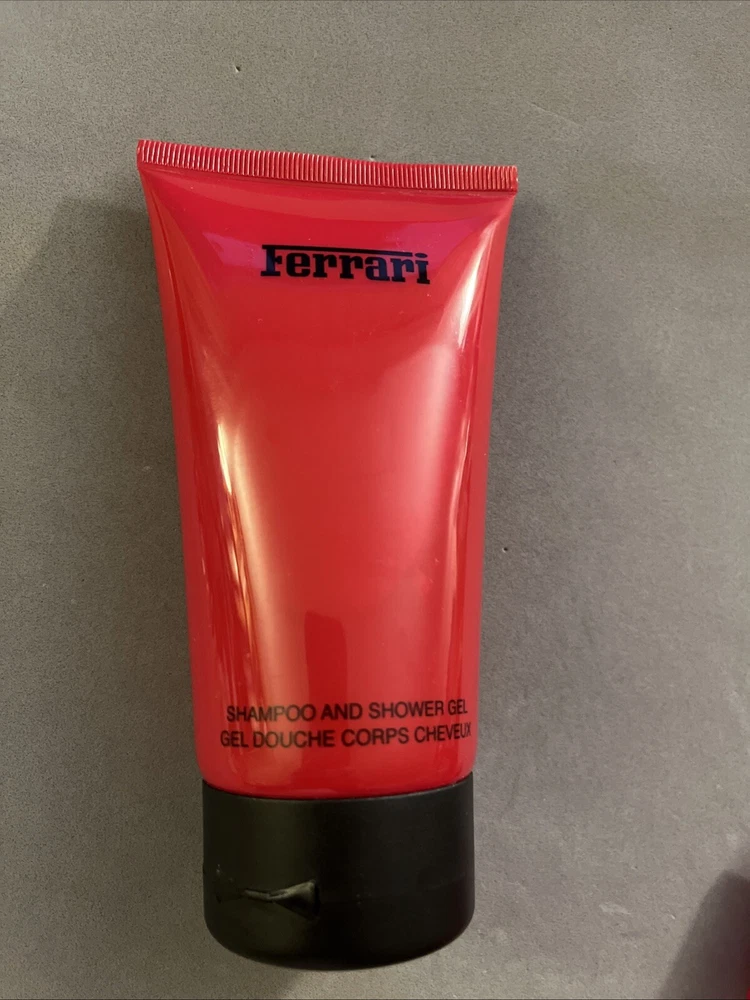 Ferrari
SHAMPOO AND SHOWER GEL
GEL DOUCHE CORPS CHEVEUX